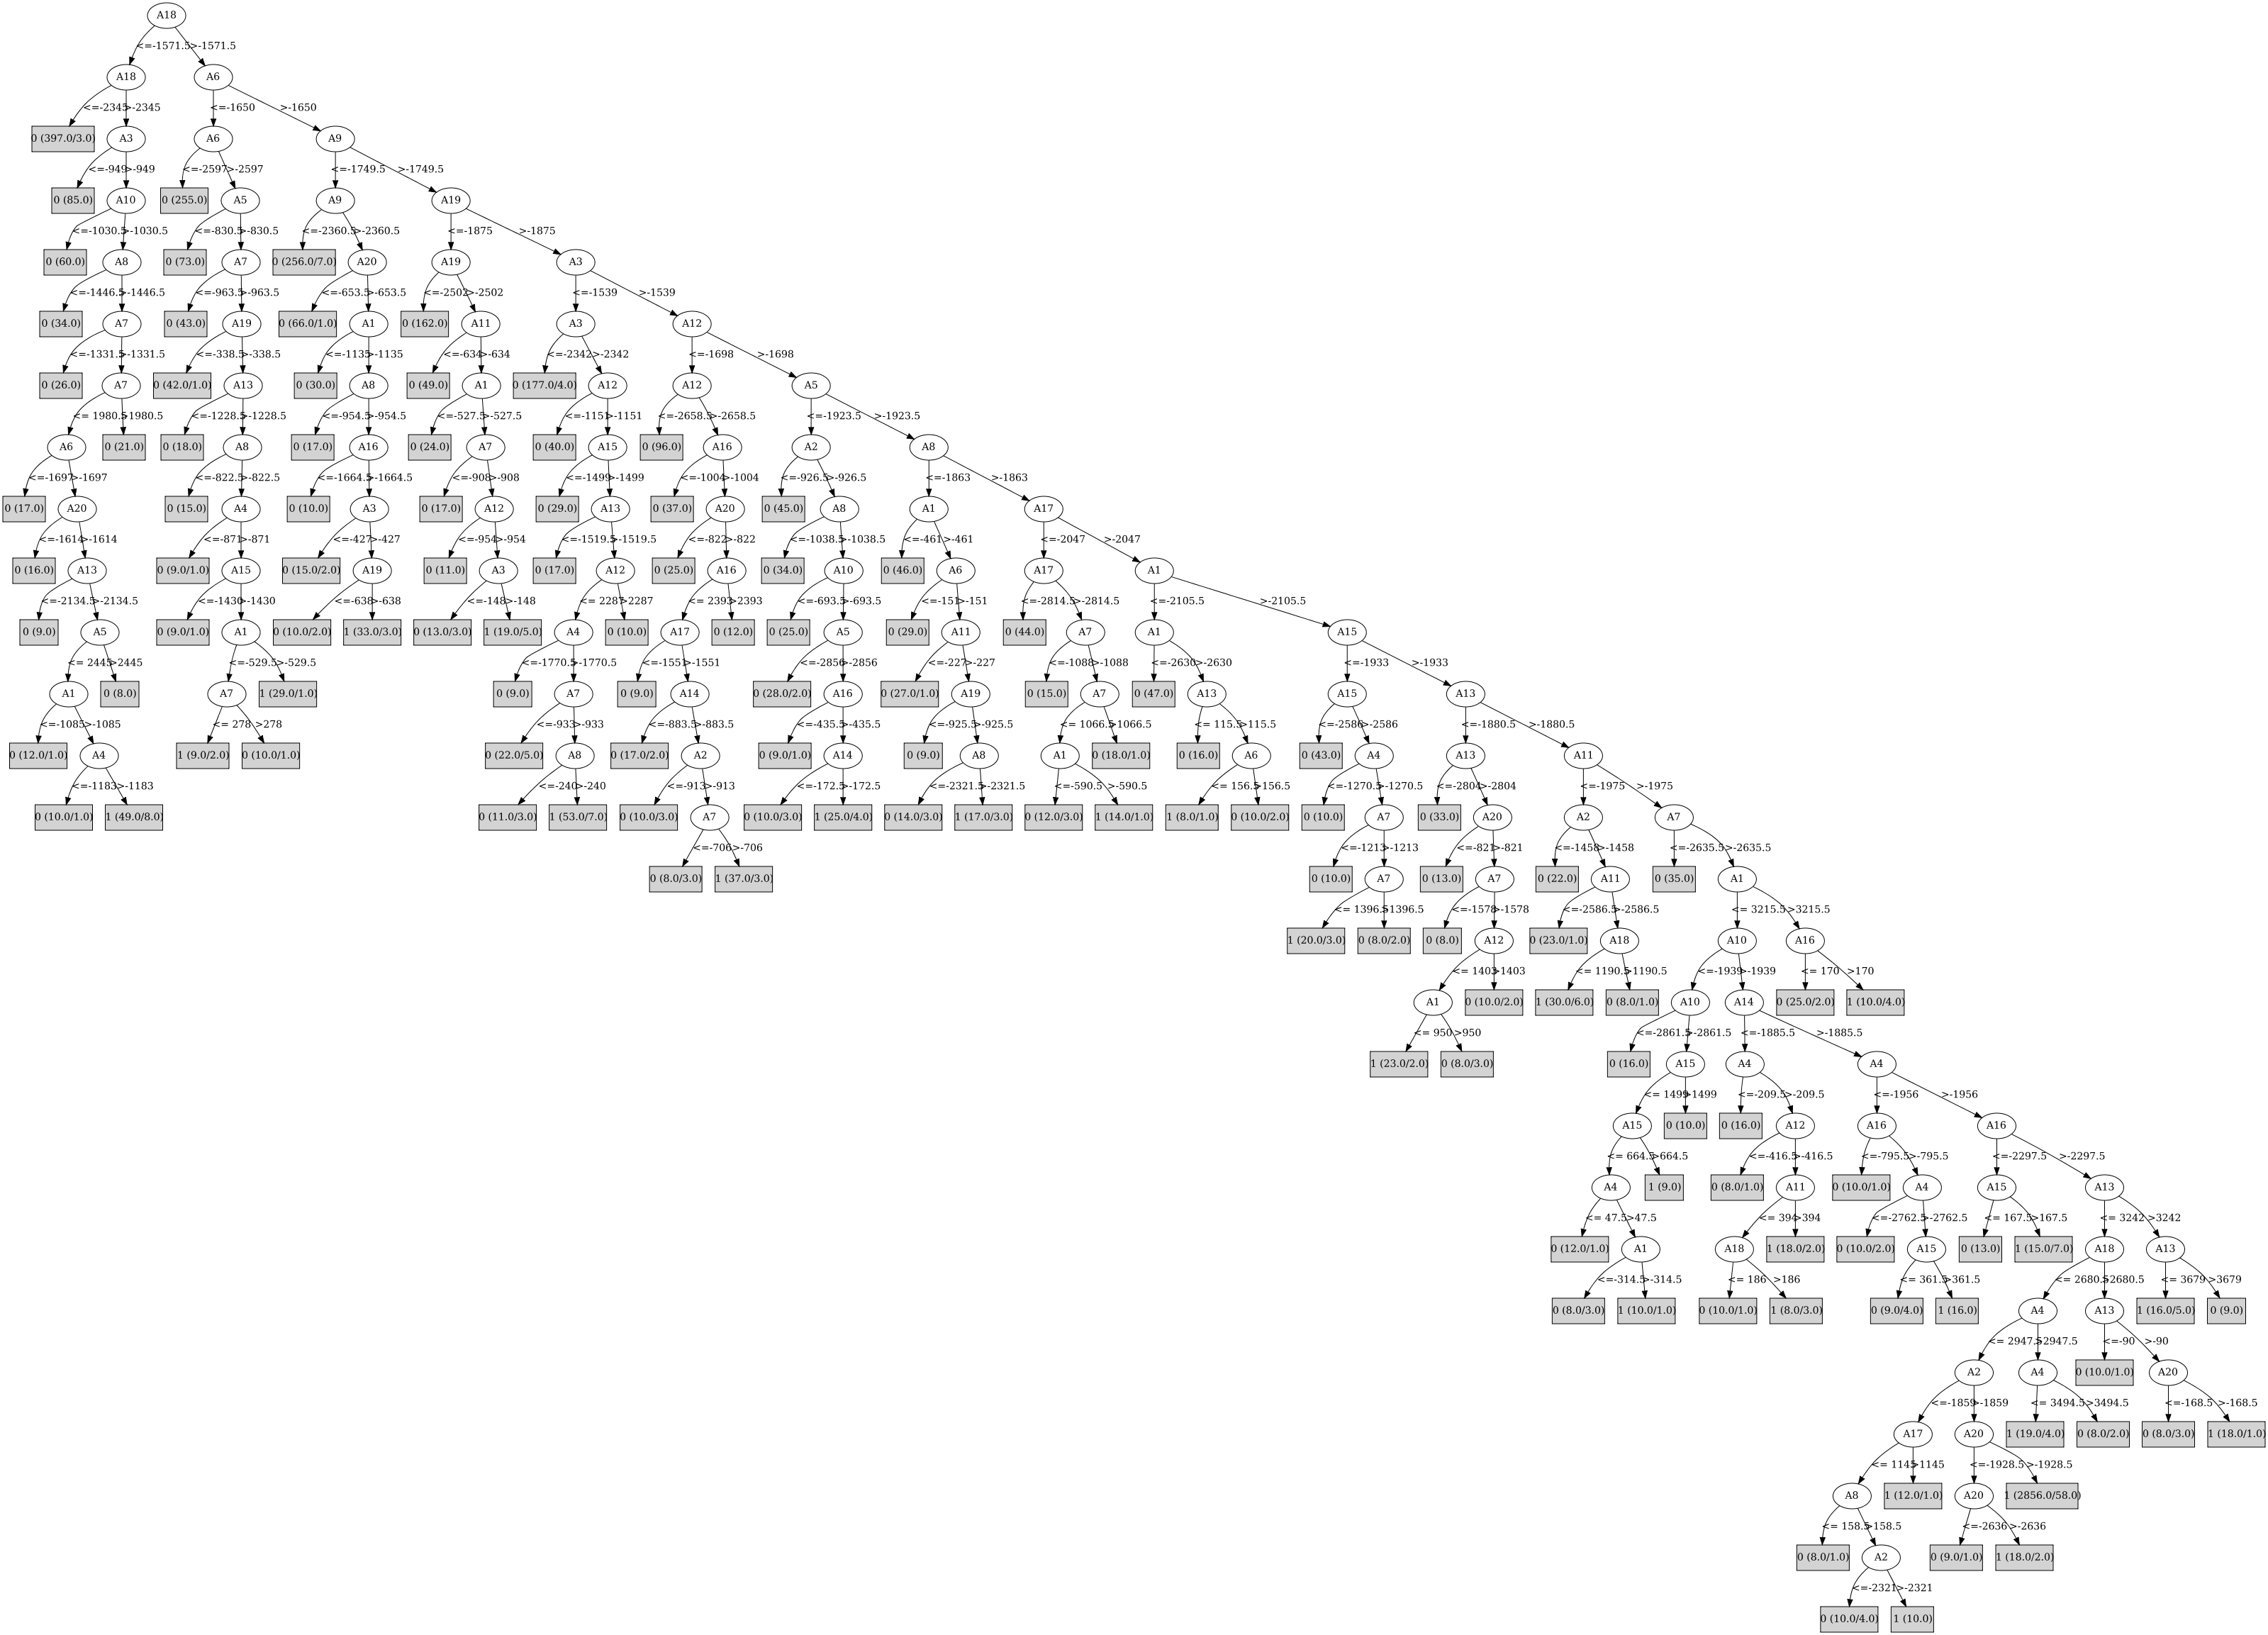 A18
<=-1571.5 >-1571.5
A18 A6
<=-2345 >-2345 <=-1650 >-1650
0 (397.0/3.0) A3 A6 A9
<=-949 >-949 <=-2597 >-2597 <=-1749.5 >-1749.5
0 (85.0) A10 0 (255.0) A5 A9 A19
<=-1030.5 >-1030.5 <=-830.5 >-830.5 <=-2360.5 >-2360.5 <=-1875 >-1875
0 (60.0) A8 0 (73.0) A7 0 (256.0/7.0) A20 A19 A3
<=-1446.5 >-1446.5 <=-963.5 >-963.5 <=-653.5 >-653.5 <=-2502 >-2502 <=-1539 >-1539
0 (34.0) A7 0 (43.0) A19 0 (66.0/1.0) A1 0 (162.0) A11 A3 A12
<=-1331.5 >-1331.5 <=-338.5 >-338.5 <=-1135 >-1135 <=-634 >-634 <=-2342 >-2342 <=-1698 >-1698
0 (26.0) A7 0 (42.0/1.0) A13 0 (30.0) A8 0 (49.0) A1 0 (177.0/4.0) A12 A12 A5
<= 1980.5 >1980.5 <=-1228.5 >-1228.5 <=-954.5 >-954.5 <=-527.5 >-527.5 <=-1151 >-1151 <=-2658.5 >-2658.5 <=-1923.5 >-1923.5
A6 0 (21.0) 0 (18.0) A8 0 (17.0) A16 0 (24.0) A7 0 (40.0) A15 0 (96.0) A16 A2 A8
<=-1697 >-1697 <=-822.5 >-822.5 <=-1664.5 >-1664.5 <=-908 >-908 <=-1499 >-1499 <=-1004 >-1004 <=-926.5 >-926.5 <=-1863 >-1863
0 (17.0) A20 0 (15.0) A4 0 (10.0) A3 0 (17.0) A12 0 (29.0) A13 0 (37.0) A20 0 (45.0) A8 A1 A17
<=-1614 >-1614 <=-871 >-871 <=-427 >-427 <=-954 >-954 <=-1519.5 >-1519.5 <=-822 >-822 <=-1038.5 >-1038.5 <=-461 >-461 <=-2047 >-2047
0 (16.0) A13 0 (9.0/1.0) A15 0 (15.0/2.0) A19 0 (11.0) A3 0 (17.0) A12 0 (25.0) A16 0 (34.0) A10 0 (46.0) A6 A17 A1
<=-2134.5 >-2134.5 <=-1430 >-1430 <=-638 >-638 <=-148 >-148 <= 2287 >2287 <= 2393 >2393 <=-693.5 >-693.5 <=-151 >-151 <=-2814.5 >-2814.5 <=-2105.5 >-2105.5
0 (9.0) A5 0 (9.0/1.0) A1 0 (10.0/2.0) 1 (33.0/3.0) 0 (13.0/3.0) 1 (19.0/5.0) A4 0 (10.0) A17 0 (12.0) 0 (25.0) A5 0 (29.0) A11 0 (44.0) A7 A1 A15
<= 2445 >2445 <=-529.5 >-529.5 <=-1770.5 >-1770.5 <=-1551 >-1551 <=-2856 >-2856 <=-227 >-227 <=-1088 >-1088 <=-2630 >-2630 <=-1933 >-1933
A1 0 (8.0) A7 1 (29.0/1.0) 0 (9.0) A7 0 (9.0) A14 0 (28.0/2.0) A16 0 (27.0/1.0) A19 0 (15.0) A7 0 (47.0) A13 A15 A13
<=-1085 >-1085 <= 278 >278 <=-933 >-933 <=-883.5 >-883.5 <=-435.5 >-435.5 <=-925.5 >-925.5 <= 1066.5 >1066.5 <= 115.5 >115.5 <=-2586 >-2586 <=-1880.5 >-1880.5
0 (12.0/1.0) A4 1 (9.0/2.0) 0 (10.0/1.0) 0 (22.0/5.0) A8 0 (17.0/2.0) A2 0 (9.0/1.0) A14 0 (9.0) A8 A1 0 (18.0/1.0) 0 (16.0) A6 0 (43.0) A4 A13 A11
<=-1183 >-1183 <=-240 >-240 <=-913 >-913 <=-172.5 >-172.5 <=-2321.5 >-2321.5 <=-590.5 >-590.5 <= 156.5 >156.5 <=-1270.5 >-1270.5 <=-2804 >-2804 <=-1975 >-1975
0 (10.0/1.0) 1 (49.0/8.0) 0 (11.0/3.0) 1 (53.0/7.0) 0 (10.0/3.0) A7 0 (10.0/3.0) 1 (25.0/4.0) 0 (14.0/3.0) 1 (17.0/3.0) 0 (12.0/3.0) 1 (14.0/1.0) 1 (8.0/1.0) 0 (10.0/2.0) 0 (10.0) A7 0 (33.0) A20 A2 A7
<=-706 >-706 <=-1213 >-1213 <=-821 >-821 <=-1458 >-1458 <=-2635.5 >-2635.5
0 (8.0/3.0) 1 (37.0/3.0) 0 (10.0) A7 0 (13.0) A7 0 (22.0) A11 0 (35.0) A1
<= 1396.5 >1396.5 <=-1578 >-1578 <=-2586.5 >-2586.5 <= 3215.5 >3215.5
1 (20.0/3.0) 0 (8.0/2.0) 0 (8.0) A12 0 (23.0/1.0) A18 A10 A16
<= 1403 >1403 <= 1190.5 >1190.5 <=-1939 >-1939 <= 170 >170
A1 0 (10.0/2.0) 1 (30.0/6.0) 0 (8.0/1.0) A10 A14 0 (25.0/2.0) 1 (10.0/4.0)
<= 950 >950 <=-2861.5 >-2861.5 <=-1885.5 >-1885.5
1 (23.0/2.0) 0 (8.0/3.0) 0 (16.0) A15 A4 A4
<= 1499 >1499 <=-209.5 >-209.5 <=-1956 >-1956
A15 0 (10.0) 0 (16.0) A12 A16 A16
<= 664.5 >664.5 <=-416.5 >-416.5 <=-795.5 >-795.5 <=-2297.5 >-2297.5
A4 1 (9.0) 0 (8.0/1.0) A11 0 (10.0/1.0) A4 A15 A13
<= 47.5 >47.5 <= 394 >394 <=-2762.5 >-2762.5 <= 167.5 >167.5 <= 3242 >3242
0 (12.0/1.0) A1 A18 1 (18.0/2.0) 0 (10.0/2.0) A15 0 (13.0) 1 (15.0/7.0) A18 A13
<=-314.5 >-314.5 <= 186 >186 <= 361.5 >361.5 <= 2680.5 >2680.5 <= 3679 >3679
0 (8.0/3.0) 1 (10.0/1.0) 0 (10.0/1.0) 1 (8.0/3.0) 0 (9.0/4.0) 1 (16.0) A4 A13 1 (16.0/5.0) 0 (9.0)
<= 2947.5 >2947.5 <=-90 >-90
A2 A4 0 (10.0/1.0) A20
<=-1859 >-1859 <= 3494.5 >3494.5 <=-168.5 >-168.5
A17 A20 1 (19.0/4.0) 0 (8.0/2.0) 0 (8.0/3.0) 1 (18.0/1.0)
<= 1145 >1145 <=-1928.5 >-1928.5
A8 1 (12.0/1.0) A20 1 (2856.0/58.0)
<= 158.5 >158.5 <=-2636 >-2636
0 (8.0/1.0) A2 0 (9.0/1.0) 1 (18.0/2.0)
<=-2321 >-2321
0 (10.0/4.0) 1 (10.0)